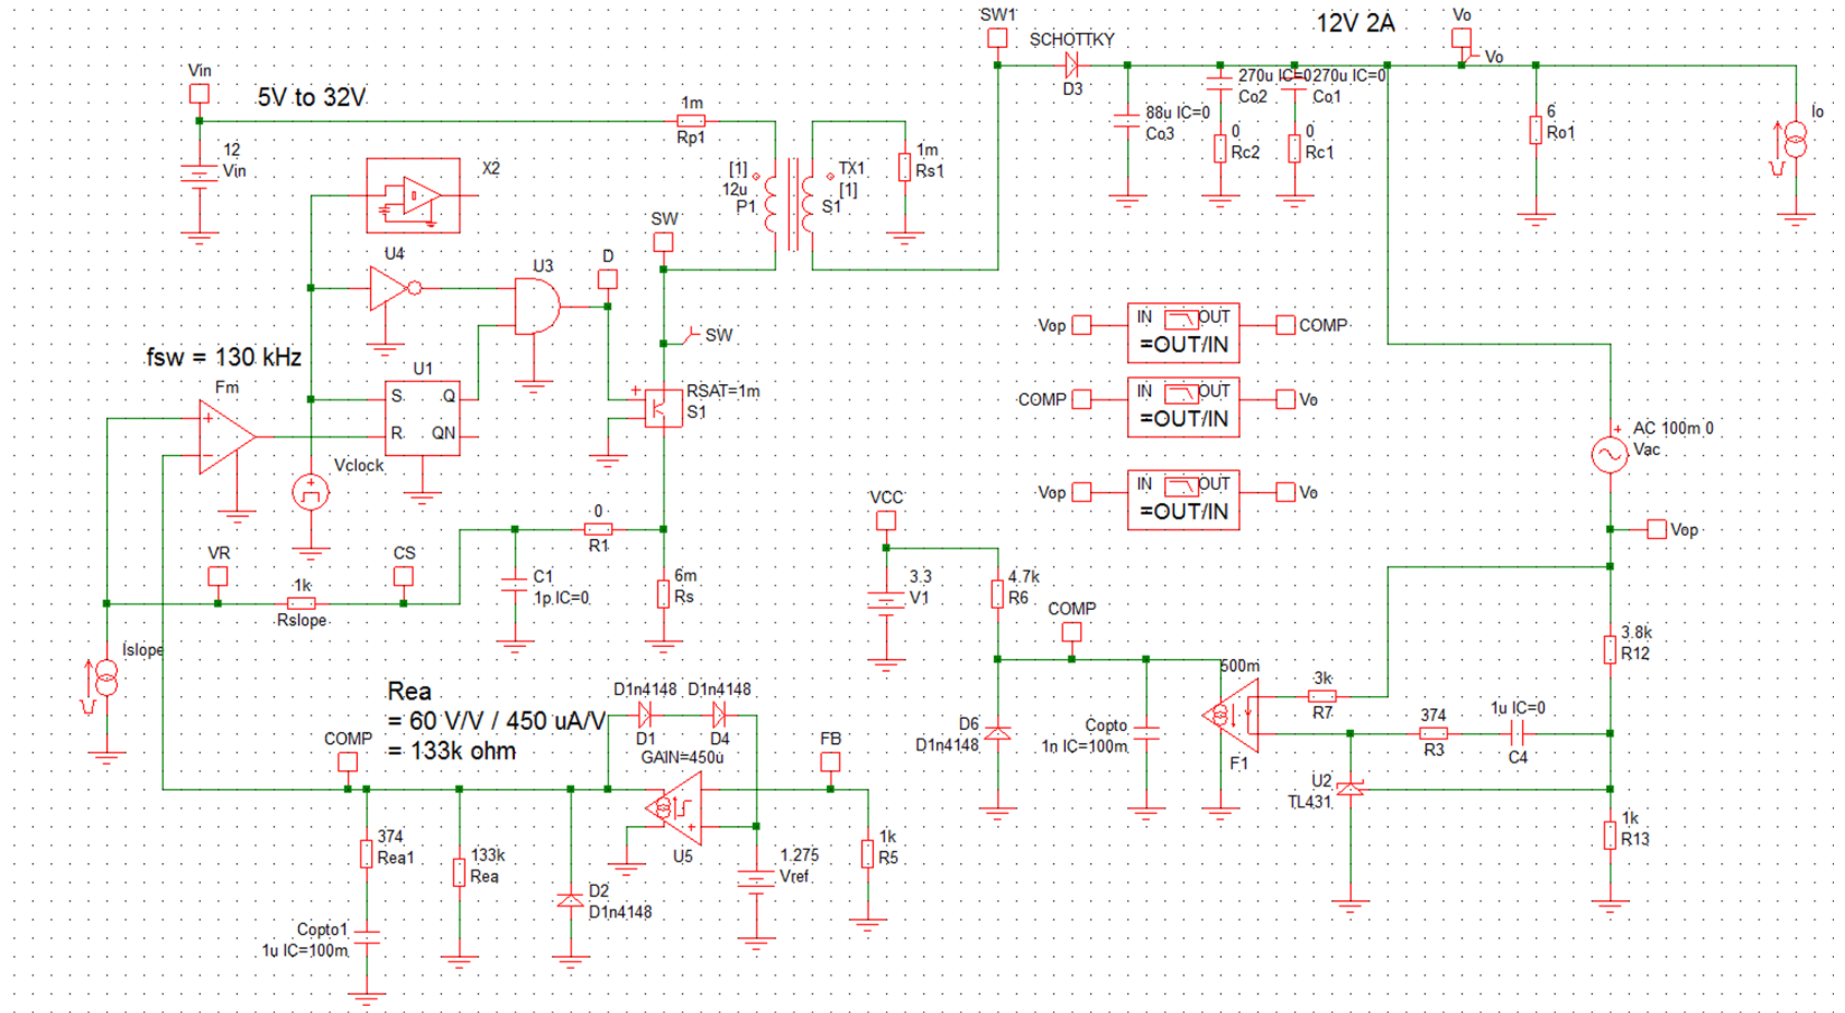 SW1
SCHOTTKY
D3
12V 2A
Vo
Vo
Vin
5V to 32V
1m
Rp1
270u IC=0
Co2
270u IC=0
Co1
88u IC=0
Co3
0
Rc2
0
Rc1
6
Ro1
Io
12
Vin
X2
[1]
12u
P1
TX1
[1]
S1
1m
Rs1
SW
U4
U3
D
SW
fsw = 130 kHz
Fm
U1
S
Q
R
QN
RSAT=1m
S1
Vclock
Vop
IN
OUT
=OUT/IN
COMP
COMP
IN
OUT
=OUT/IN
Vo
Vop
IN
OUT
=OUT/IN
Vo
AC 100m 0
Vac
Vop
VCC
0
R1
VR
CS
1k
Rslope
C1
1p IC=0
6m
Rs
3.3
V1
4.7k
R6
COMP
Islope
500m
3k
R7
3.8k
R12
Rea
= 60 V/V / 450 uA/V
= 133k ohm
D1n4148
D1n4148
D1
D4
GAIN=450u
COMP
FB
D6
D1n4148
Copto
1n IC=100m
F1
374
R3
1u IC=0
C4
U2
TL431
1k
R13
374
Rea1
133k
Rea
U5
1.275
Vref
1k
R5
D2
D1n4148
Copto1
1u IC=100m